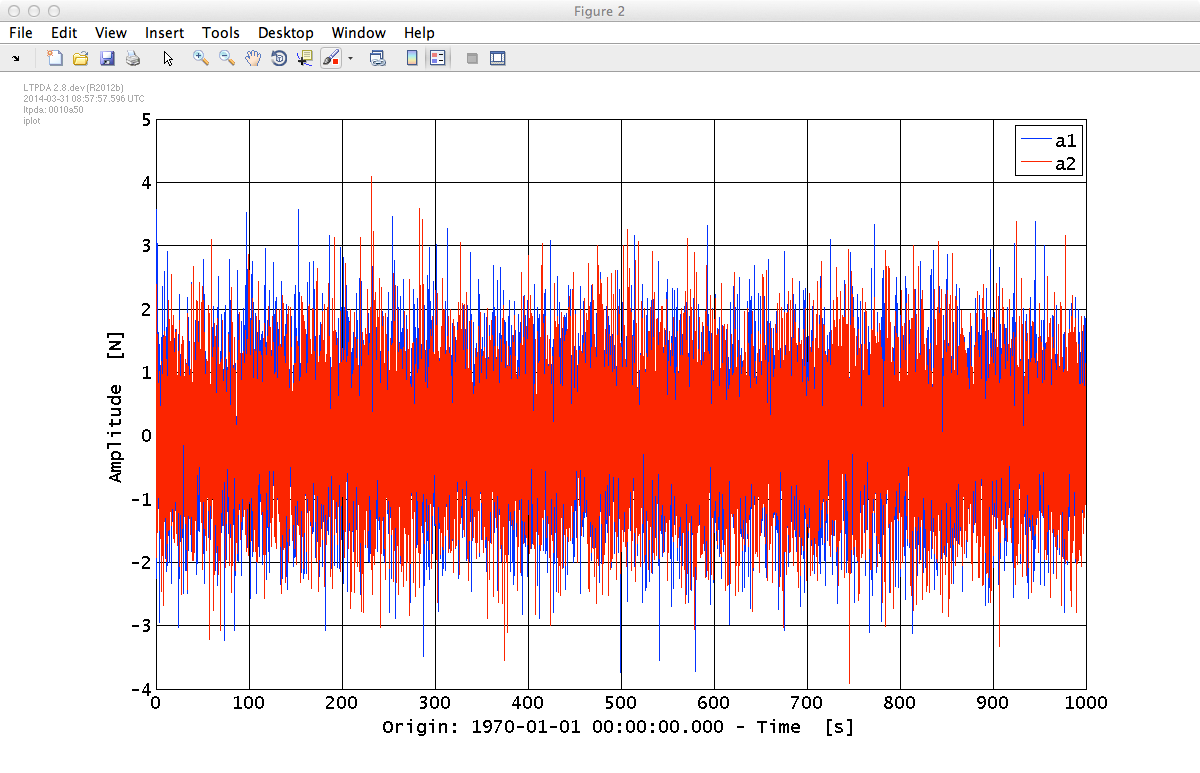 Figure 2
File Edit View Insert Tools Desktop Window Help
LTPDA 2.8.dev (R2012b)
2014-03-31 08:57:57.596 UTC
ltpda: 0010a50
iplot
5
4
3
2
1
0
-1
-2
-3
-4
Amplitude [N]
a1
a2
0 100 200 300 400 500 600 700 800 900 1000
Origin: 1970-01-01 00:00:00.000 - Time [s]